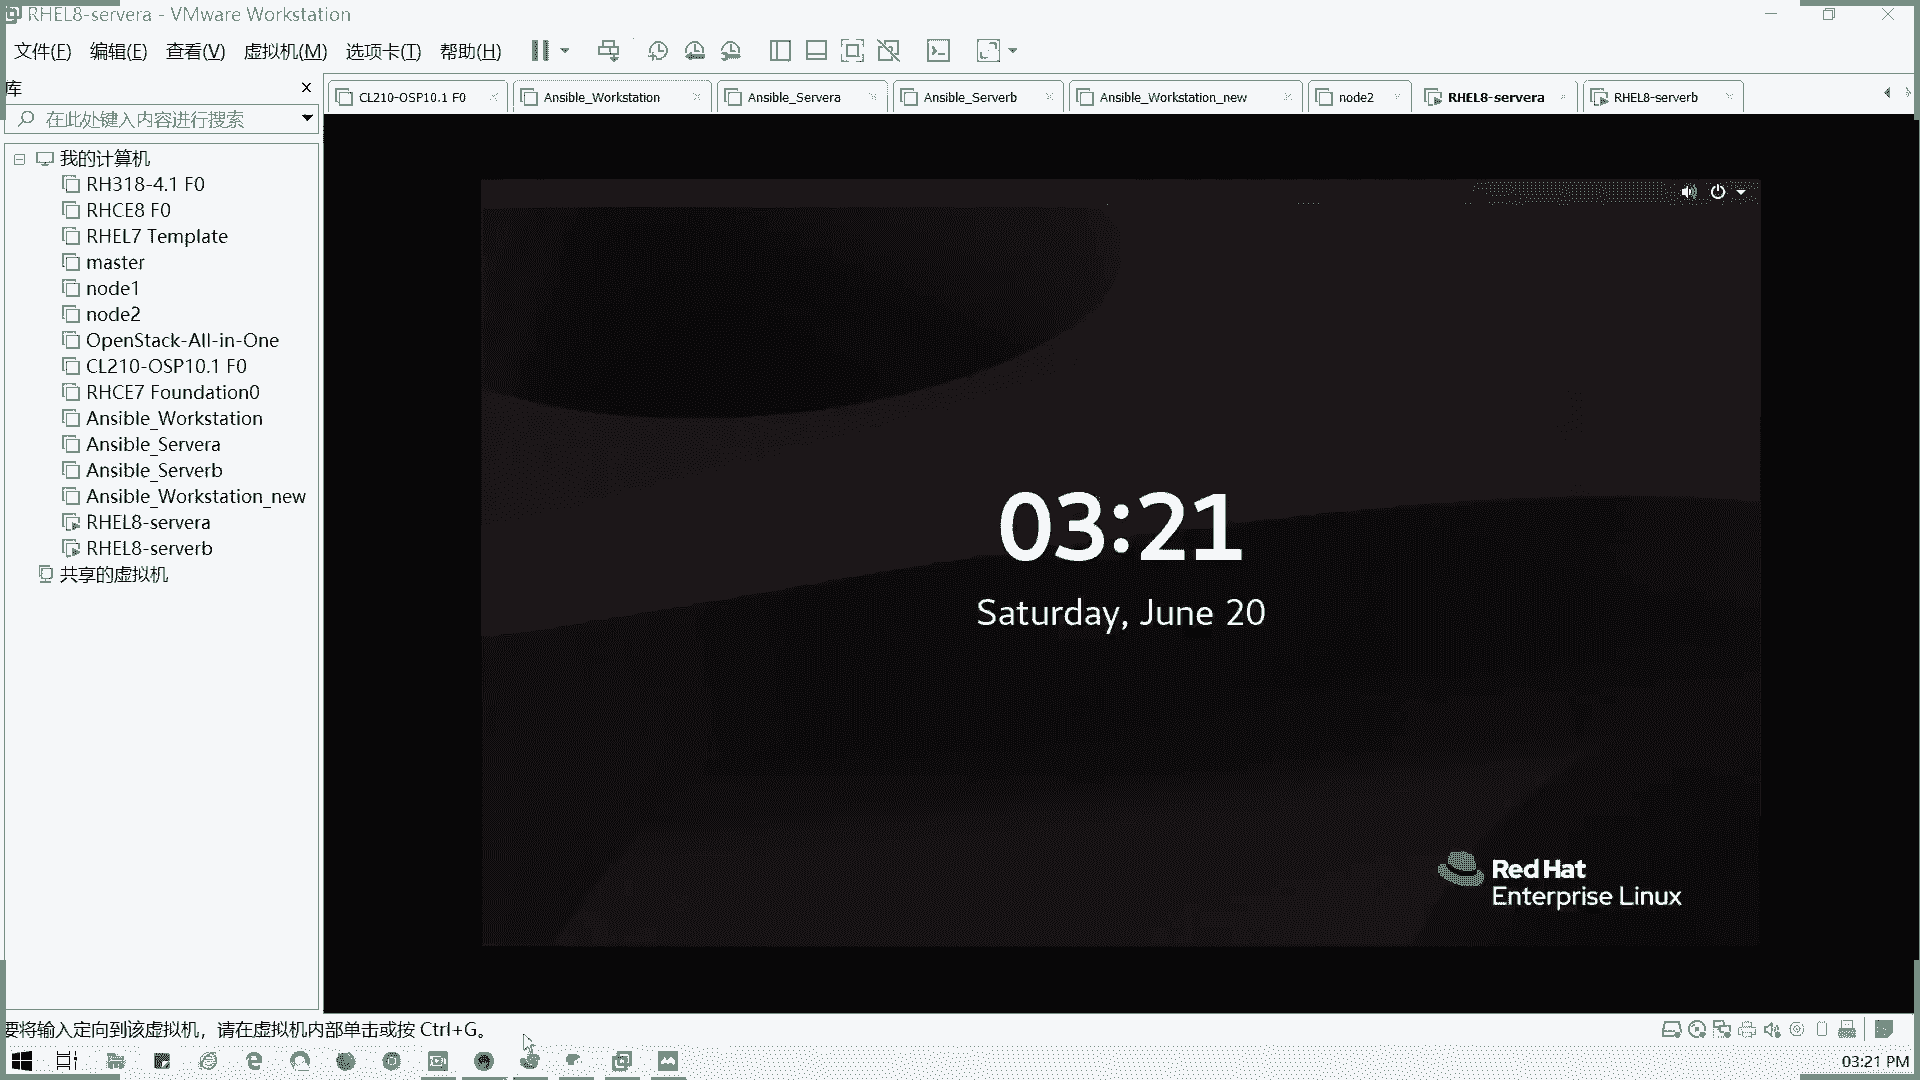 RHEL8-servera - VMware Workstation
文件(F) 编辑(E) 查看(V) 虚拟机(M) 选项卡(T) 帮助(H)
库
在此处键入内容进行搜索
我的计算机
RH318-4.1 F0
RHCE8 F0
RHEL7 Template
master
node1
node2
OpenStack-All-in-One
CL210-OSP10.1 F0
RHCE7 Foundation0
Ansible_Workstation
Ansible_Servera
Ansible_Serverb
Ansible_Workstation_new
RHEL8-servera
RHEL8-serverb
共享的虚拟机
CL210-OSP10.1 F0 Ansible_Workstation Ansible_Servera Ansible_Serverb Ansible_Workstation_new node2 RHEL8-servera RHEL8-serverb
03:21
Saturday, June 20
Red Hat
Enterprise Linux
要将输入定向到该虚拟机，请在虚拟机内部单击或按 Ctrl+G。
03:21 PM